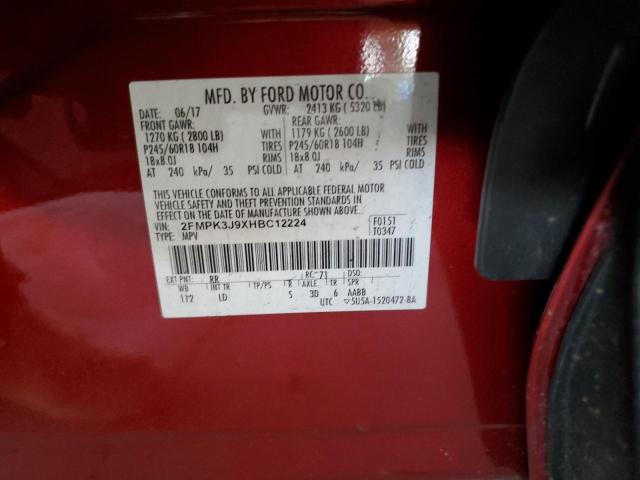 MFD. BY FORD MOTOR CO.
DATE: 06/17 GVWR: 2413 KG ( 5320 LB)
FRONT GAWR: REAR GAWR:
1270 KG ( 2800 LB) WITH 1179 KG ( 2600 LB) WITH
P245/60R18 104H TIRES P245/60R18 104H TIRES
18x8.0J RIMS 18x8.0J RIMS
AT 240 kPa/ 35 PSI COLD AT 240 kPa/ 35 PSI COLD
THIS VEHICLE CONFORMS TO ALL APPLICABLE FEDERAL MOTOR
VEHICLE SAFETY AND THEFT PREVENTION STANDARDS IN
EFFECT ON THE DATE OF MANUFACTURE SHOWN ABOVE.
VIN: 2FMPK3J9XHBC12224 F0151
TYPE: MPV T0347
EXT PNT: RR RC: 71 DSO:
WB INT TR TP/PS R AXLE TR SPR
112 LD S 3D 6 AABB
UTC 5U5A-1520472-BA